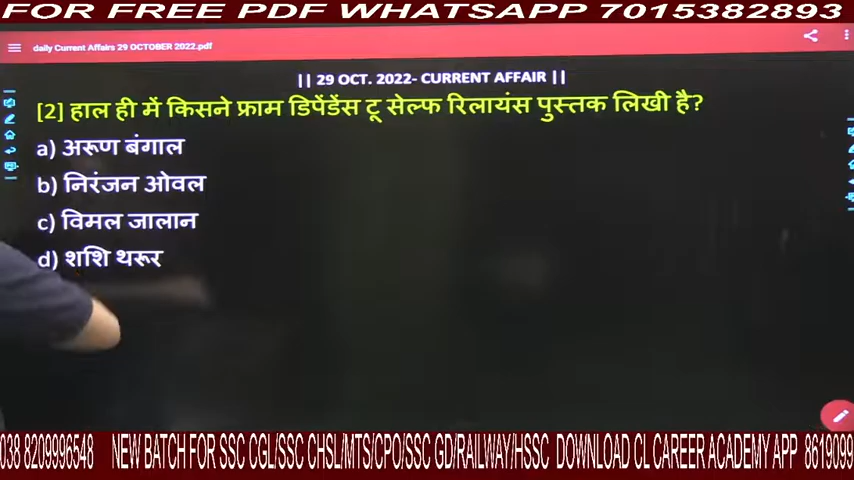 FOR FREE PDF WHATSAPP 7015382893
daily Current Affairs 29 OCTOBER 2022.pdf
|| 29 OCT. 2022- CURRENT AFFAIR ||
[2] हाल ही में किसने फ्राम डिपेंडेंस टू सेल्फ रिलायंस पुस्तक लिखी है?
a) अरूण बंगाल
b) निरंजन ओवल
c) विमल जालान
d) शशि थरूर
038 8209996548 NEW BATCH FOR SSC CGL/SSC CHSL/MTS/CPO/SSC GD/RAILWAY/HSSC DOWNLOAD CL CAREER ACADEMY APP 8619099